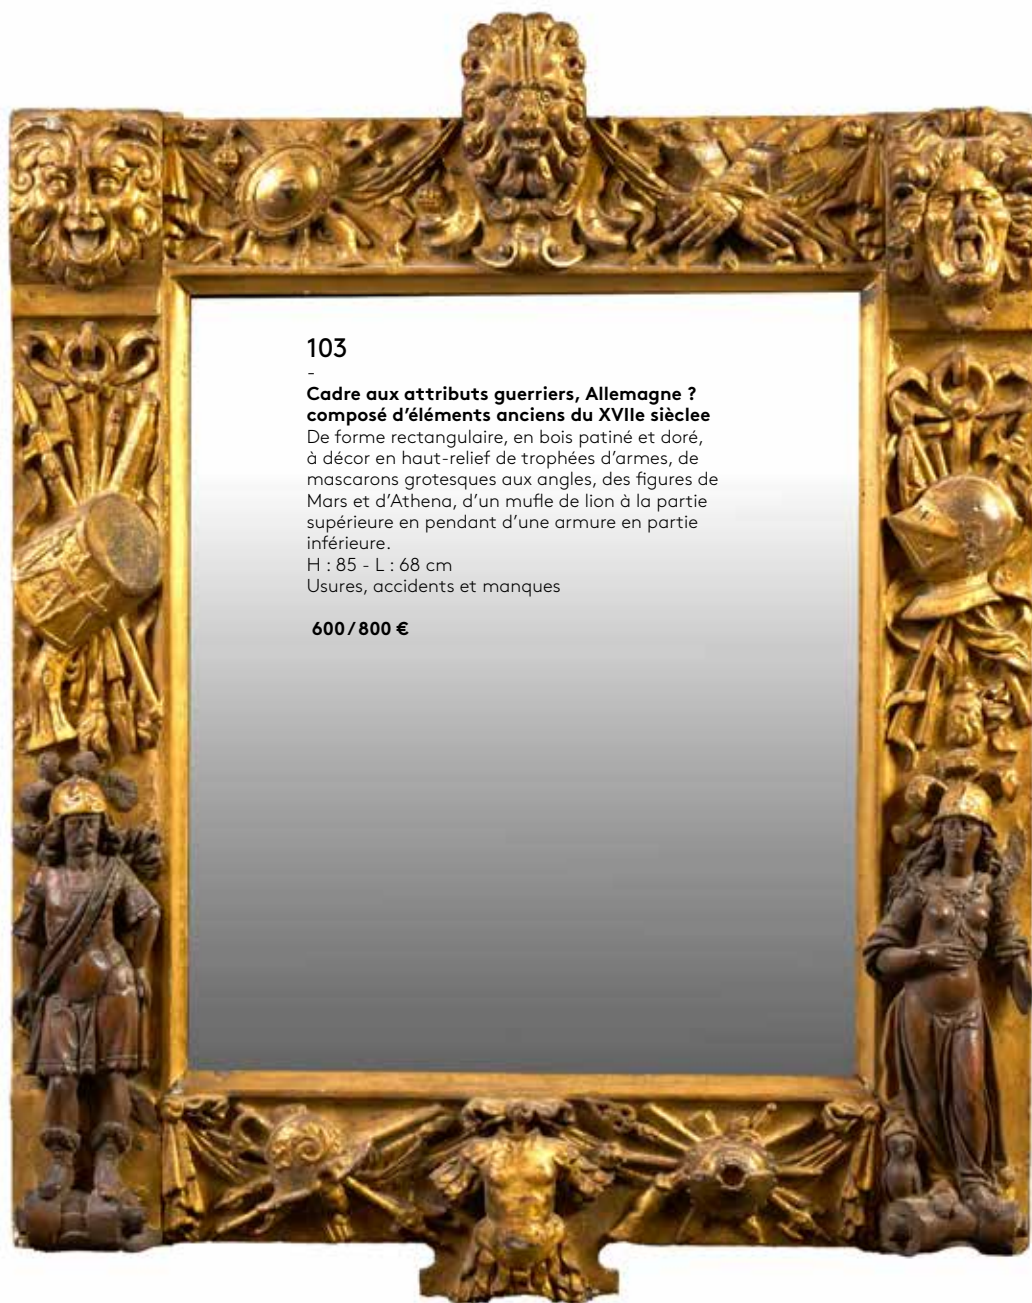 103
-
Cadre aux attributs guerriers, Allemagne ?
composé d'éléments anciens du XVIIe sièclee
De forme rectangulaire, en bois patiné et doré,
à décor en haut-relief de trophées d'armes, de
mascarons grotesques aux angles, des figures de
Mars et d'Athena, d'un mufle de lion à la partie
supérieure en pendant d'une armure en partie
inférieure.
H : 85 - L : 68 cm
Usures, accidents et manques
600 / 800 €